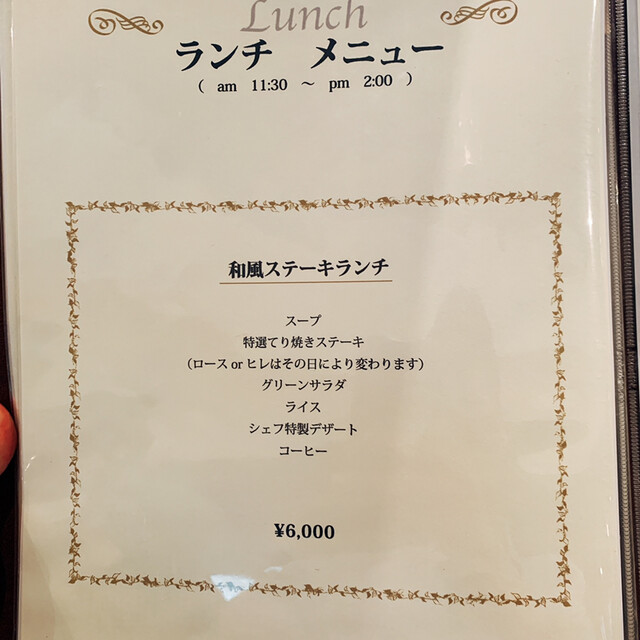 Lunch
ランチ メニュー
( am 11:30 ～ pm 2:00 )
和風ステーキランチ
スープ
特選てり焼きステーキ
（ロース or ヒレはその日により変わります）
グリーンサラダ
ライス
シェフ特製デザート
コーヒー
¥6,000